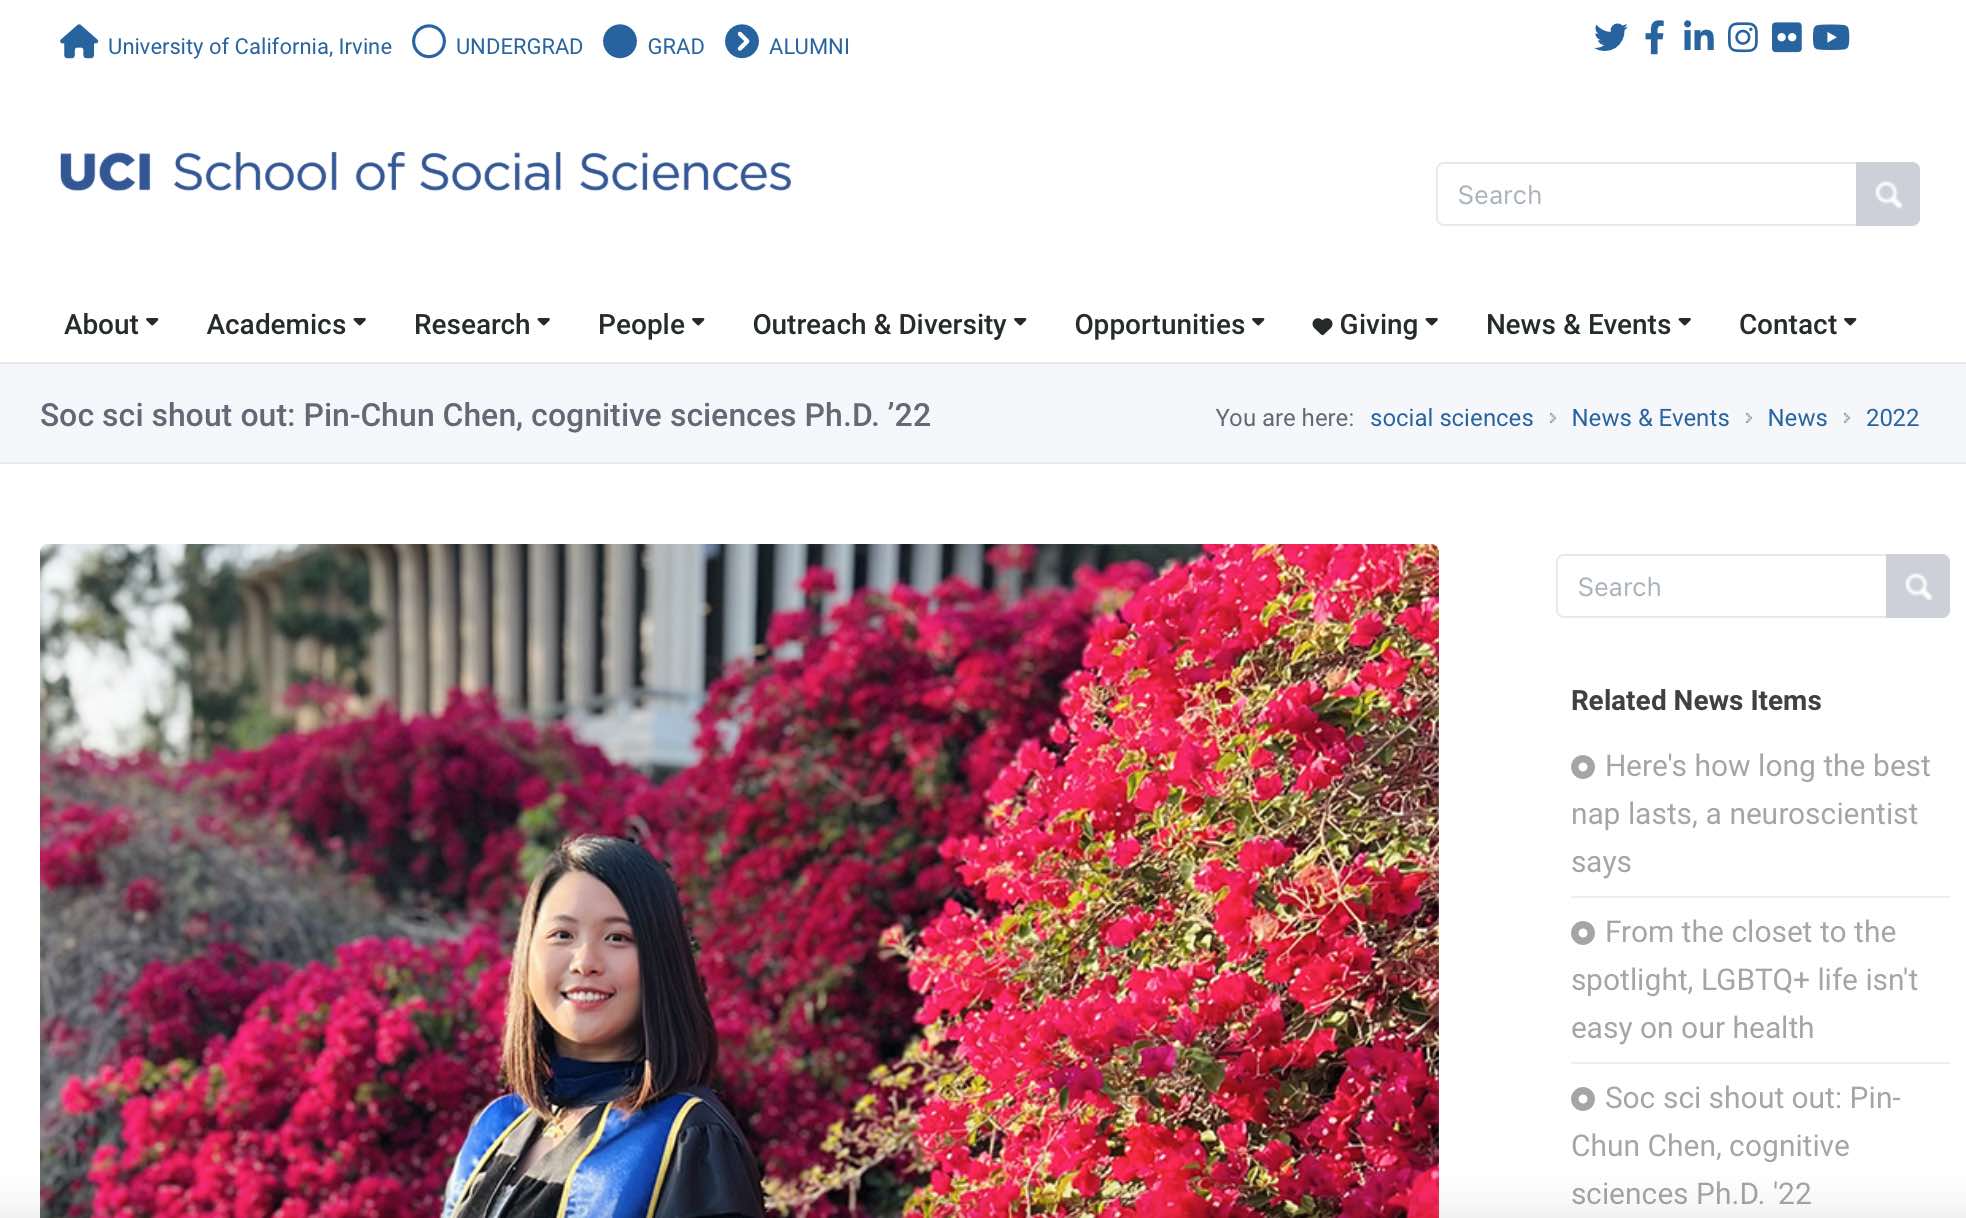 University of California, Irvine UNDERGRAD GRAD ALUMNI
UCI School of Social Sciences
Search
About Academics Research People Outreach & Diversity Opportunities Giving News & Events Contact
Soc sci shout out: Pin-Chun Chen, cognitive sciences Ph.D. ’22
You are here: social sciences > News & Events > News > 2022
Search
Related News Items
Here's how long the best
nap lasts, a neuroscientist
says
From the closet to the
spotlight, LGBTQ+ life isn't
easy on our health
Soc sci shout out: Pin-
Chun Chen, cognitive
sciences Ph.D. '22